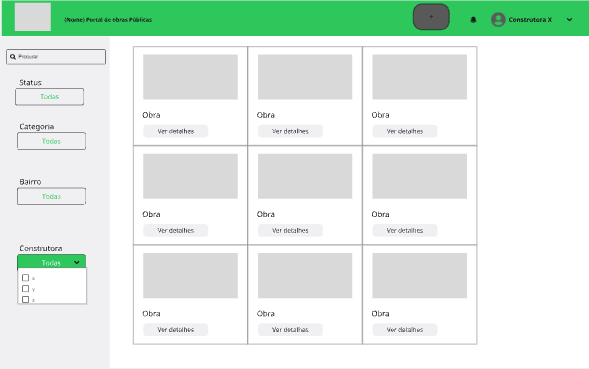 (Nome) Portal de obras Públicas
+
Construtora X
Procurar
Status
Todas
Categoria
Todas
Bairro
Todas
Construtora
Todas
x
y
z
Obra
Obra
Obra
Ver detalhes
Ver detalhes
Ver detalhes
Obra
Obra
Obra
Ver detalhes
Ver detalhes
Ver detalhes
Obra
Obra
Obra
Ver detalhes
Ver detalhas
Ver detalhes